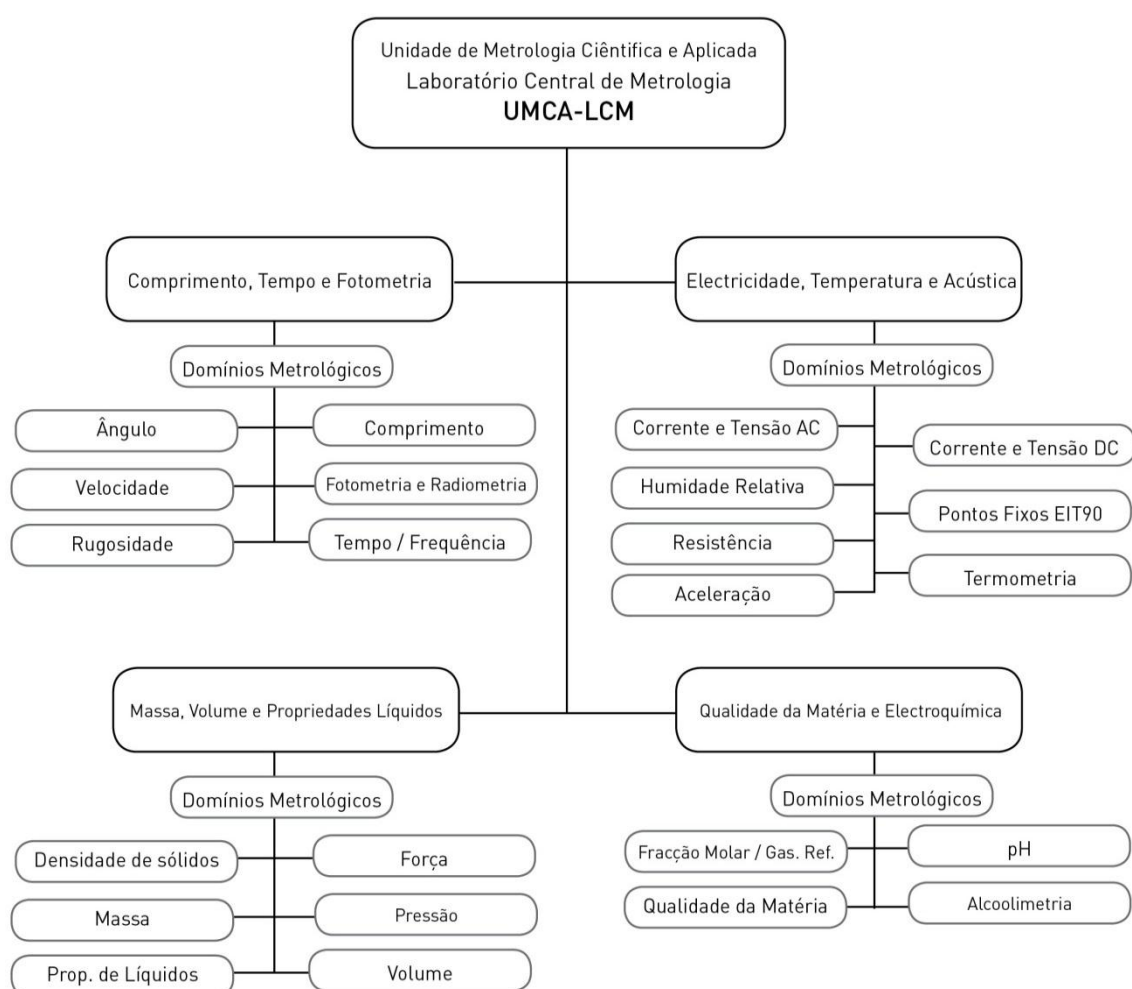 Unidade de Metrologia Ciêntifica e Aplicada
Laboratório Central de Metrologia
UMCA-LCM
Comprimento, Tempo e Fotometria
Domínios Metrológicos
Ângulo
Comprimento
Velocidade
Fotometria e Radiometria
Rugosidade
Tempo / Frequência
Electricidade, Temperatura e Acústica
Domínios Metrológicos
Corrente e Tensão AC
Corrente e Tensão DC
Humidade Relativa
Pontos Fixos EIT90
Resistência
Termometria
Aceleração
Massa, Volume e Propriedades Líquidos
Domínios Metrológicos
Densidade de sólidos
Força
Massa
Pressão
Prop. de Líquidos
Volume
Qualidade da Matéria e Electroquímica
Domínios Metrológicos
Fracção Molar / Gas. Ref.
pH
Qualidade da Matéria
Alcoolimetria